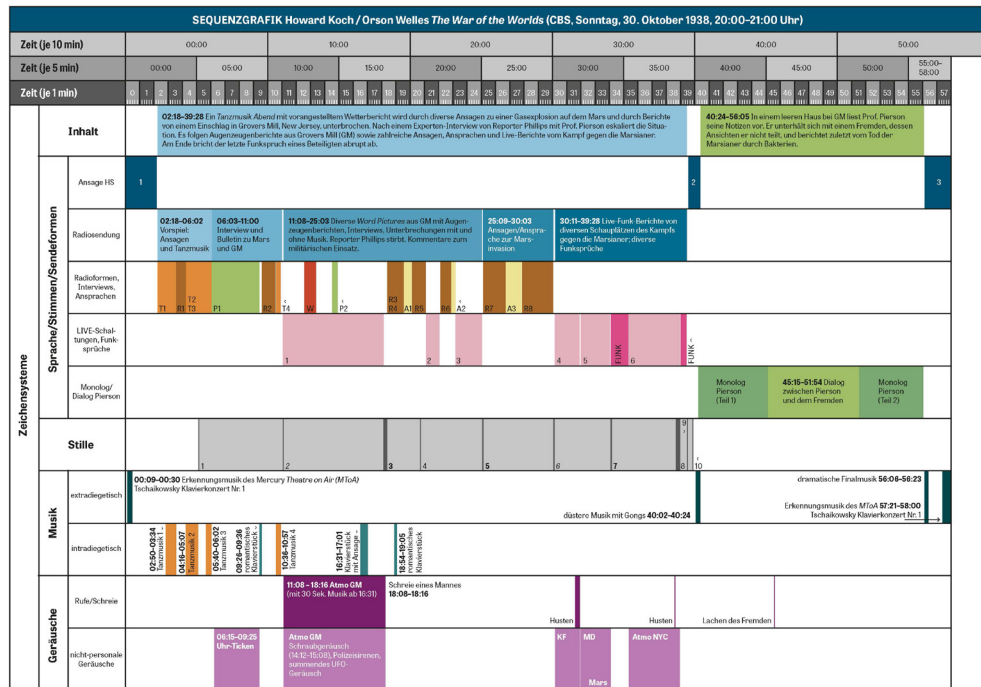 SEQUENZGRAFIK Howard Koch / Orson Welles The War of the Worlds (CBS, Sonntag, 30. Oktober 1938, 20:00–21:00 Uhr)
Zeit (je 10 min) 00:00 10:00 20:00 30:00 40:00 50:00
Zeit (je 5 min) 00:00 05:00 10:00 15:00 20:00 25:00 30:00 35:00 40:00 45:00 50:00 55:00–58:00
Zeit (je 1 min) 0 1 2 3 4 5 6 7 8 9 10 11 12 13 14 15 16 17 18 19 20 21 22 23 24 25 26 27 28 29 30 31 32 33 34 35 36 37 38 39 40 41 42 43 44 45 46 47 48 49 50 51 52 53 54 55 56 57
Zeichensysteme
Inhalt
02:18–39:28 Ein Tanzmusik Abend mit vorangestelltem Wetterbericht wird durch diverse Ansagen zu einer Gasexplosion auf dem Mars und durch Berichte
von einem Einschlag in Grovers Mill, New Jersey, unterbrochen. Nach einem Experten-Interview von Reporter Phillips mit Prof. Pierson eskaliert die Situa-
tion. Es folgen Augenzeugenberichte aus Grovers Mill (GM) sowie zahlreiche Ansagen, Ansprachen und Live-Berichte vom Kampf gegen die Marsianer.
Am Ende bricht der letzte Funkspruch eines Beteiligten abrupt ab.
40:24–56:05 In einem leeren Haus bei GM liest Prof. Pierson
seine Notizen vor. Er unterhält sich mit einem Fremden, dessen
Ansichten er nicht teilt, und berichtet zuletzt vom Tod der
Marsianer durch Bakterien.
Sprache/Stimmen/Sendeformen
Ansage HS
1
2
3
Radiosendung
02:18–06:02
Vorspiel:
Ansagen
und Tanzmusik
06:03–11:00
Interview und
Bulletin zu Mars
und GM
11:08–25:03 Diverse Word Pictures aus GM mit Augen-
zeugenberichten, Interviews, Unterbrechungen mit und
ohne Musik. Reporter Phillips stirbt. Kommentare zum
militärischen Einsatz.
25:09–30:03
Ansagen/Anspra-
che zur Mars-
invasion
30:11–39:28 Live-Funk-Berichte von
diversen Schauplätzen des Kampfs
gegen die Marsianer; diverse
Funksprüche
Radioformen,
Interviews,
Ansprachen
T1
R1
T2
T3
P1
R2
T4
W
P2
R3
R4
A1
R5
R6
A2
R7
A3
R8
LIVE-Schal-
tungen, Funk-
sprüche
1
2
3
4
5
FUNK
6
FUNK
Monolog/
Dialog Pierson
Monolog
Pierson
(Teil 1)
45:15–51:54 Dialog
zwischen Pierson
und dem Fremden
Monolog
Pierson
(Teil 2)
Stille
1
2
3
4
5
6
7
8
9
10
Musik
extradiegetisch
00:09–00:30 Erkennungsmusik des Mercury Theatre on Air (MToA)
Tschaikowsky Klavierkonzert Nr. 1
düstere Musik mit Gongs 40:02–40:24
dramatische Finalmusik 56:06–56:23
Erkennungsmusik des MToA 57:21–58:00
Tschaikowsky Klavierkonzert Nr. 1
intradiegetisch
02:50–03:34
Tanzmusik 1
04:16–05:07
Tanzmusik 2
05:40–06:02
Tanzmusik 3
09:26–09:36
romantisches
Klavierstück
10:36–10:57
Tanzmusik 4
16:31–17:01
Klavierstück
mit Ansage
18:54–19:05
romantisches
Klavierstück
Geräusche
Rufe/Schreie
11:08 – 18:16 Atmo GM
(mit 30 Sek. Musik ab 16:31)
Schreie eines Mannes
18:08–18:16
Husten
Husten
Lachen des Fremden
nicht-personale
Geräusche
06:15–09:25
Uhr-Ticken
Atmo GM
Schraubgeräusch
(14:12–15:08), Polizeisirenen,
summendes UFO-
Geräusch
KF
MD
Mars
Atmo NYC